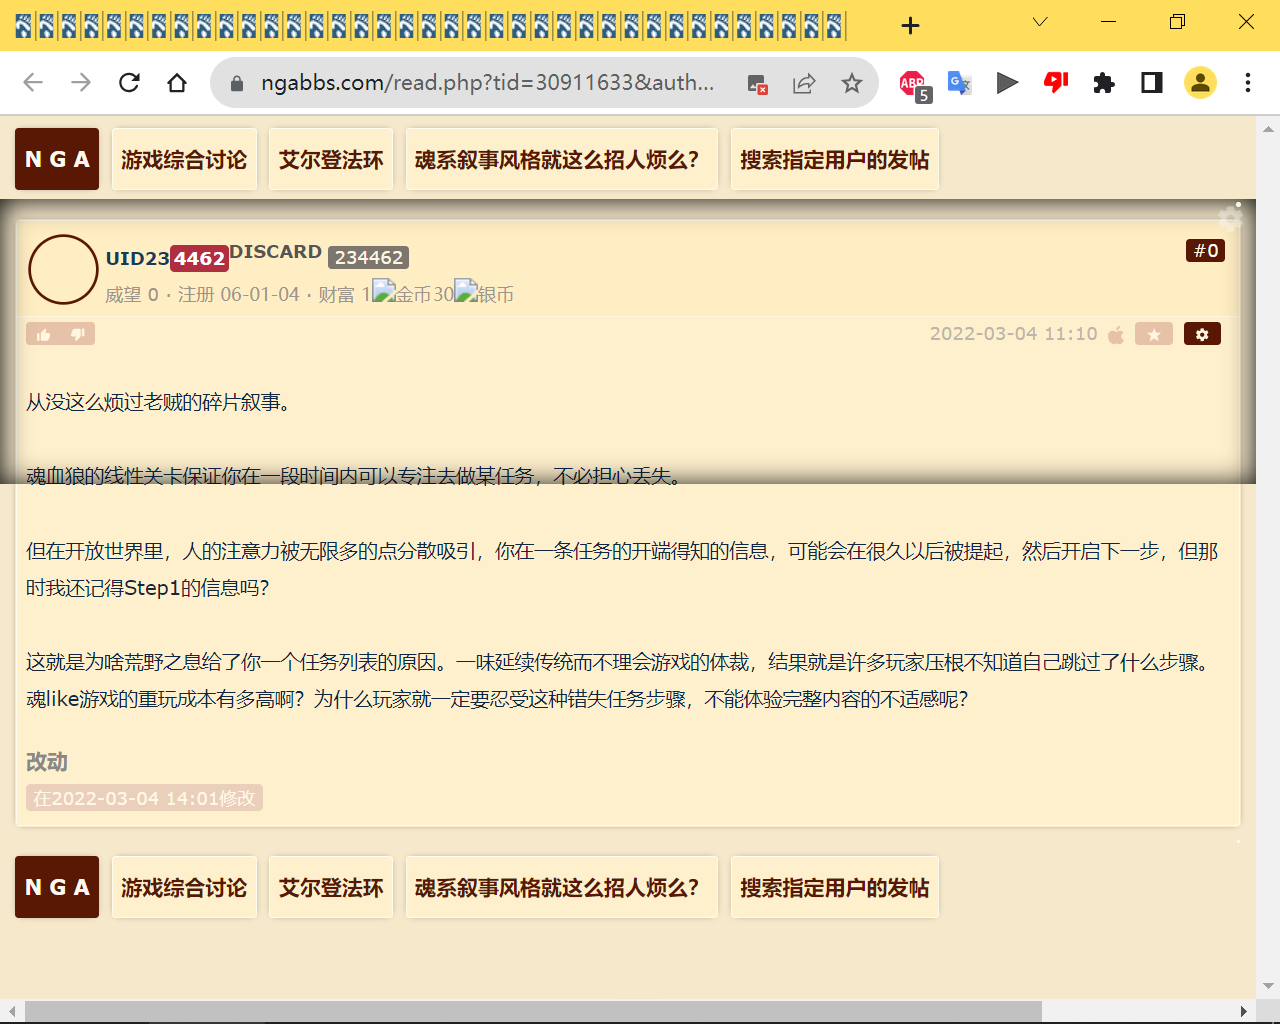 ngabbs.com/read.php?tid=30911633&auth...
ABP
5
N G A
游戏综合讨论
艾尔登法环
魂系叙事风格就这么招人烦么？
搜索指定用户的发帖
UID234462DISCARD 234462
#0
威望 0 · 注册 06-01-04 · 财富 1金币30银币
2022-03-04 11:10
从没这么烦过老贼的碎片叙事。
魂血狼的线性关卡保证你在一段时间内可以专注去做某任务，不必担心丢失。
但在开放世界里，人的注意力被无限多的点分散吸引，你在一条任务的开端得知的信息，可能会在很久以后被提起，然后开启下一步，但那
时我还记得Step1的信息吗？
这就是为啥荒野之息给了你一个任务列表的原因。一味延续传统而不理会游戏的体裁，结果就是许多玩家压根不知道自己跳过了什么步骤。
魂like游戏的重玩成本有多高啊？为什么玩家就一定要忍受这种错失任务步骤，不能体验完整内容的不适感呢？
改动
在2022-03-04 14:01修改
N G A
游戏综合讨论
艾尔登法环
魂系叙事风格就这么招人烦么？
搜索指定用户的发帖